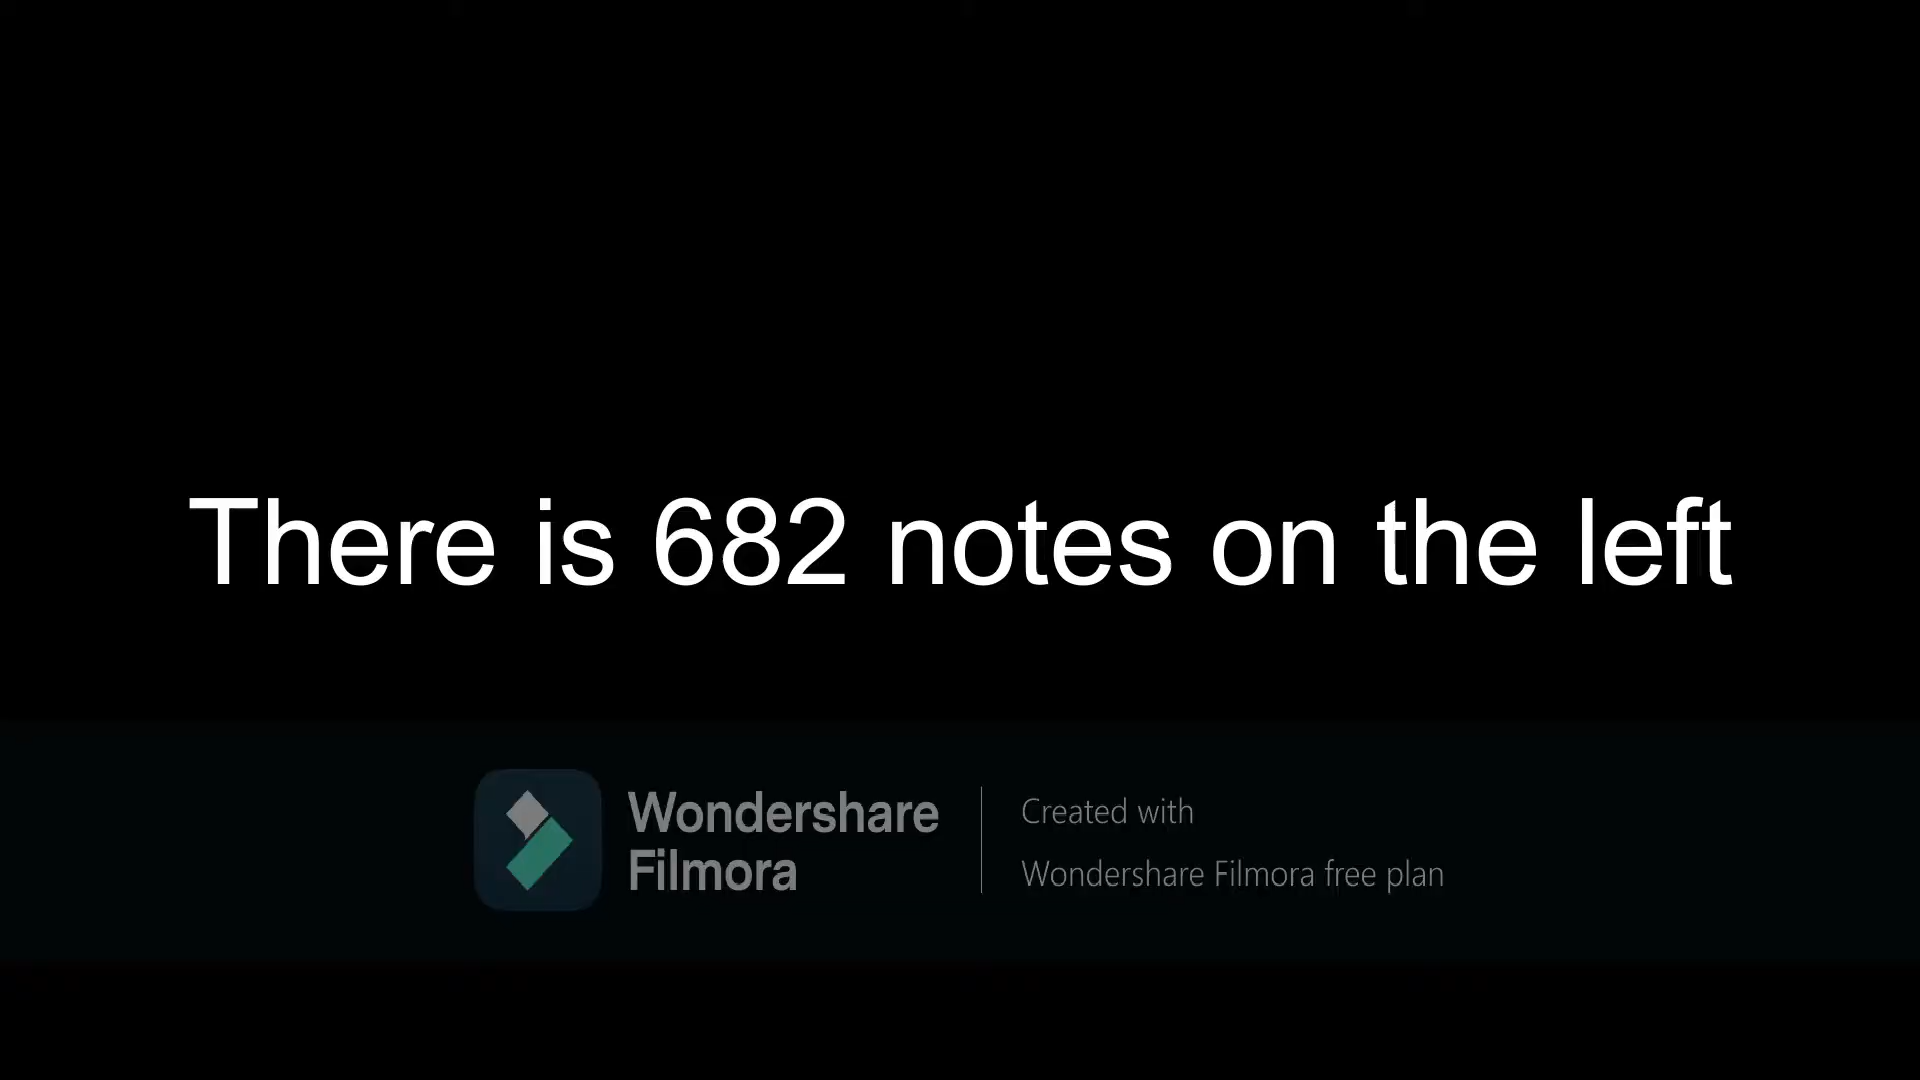 There is 682 notes on the left
Wondershare
Filmora
Created with
Wondershare Filmora free plan